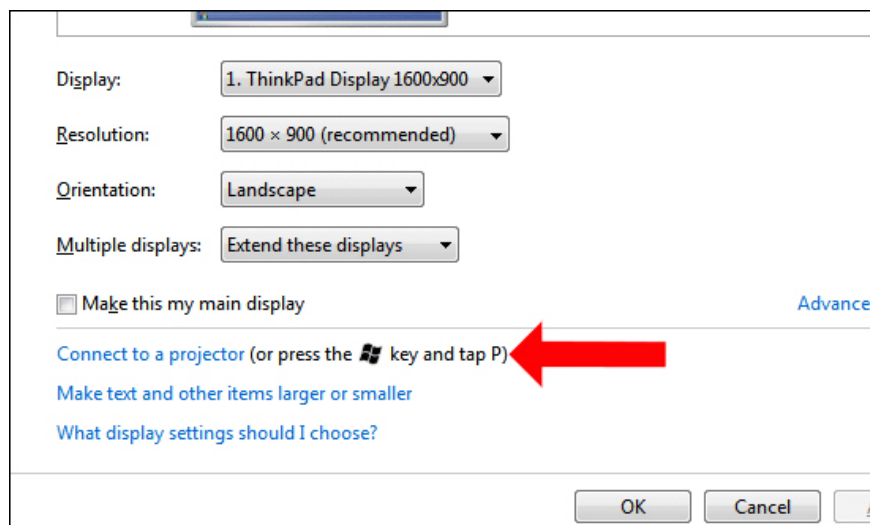 Display: 1. ThinkPad Display 1600x900
Resolution: 1600 × 900 (recommended)
Orientation: Landscape
Multiple displays: Extend these displays
Make this my main display
Advance
Connect to a projector (or press the key and tap P)
Make text and other items larger or smaller
What display settings should I choose?
OK Cancel